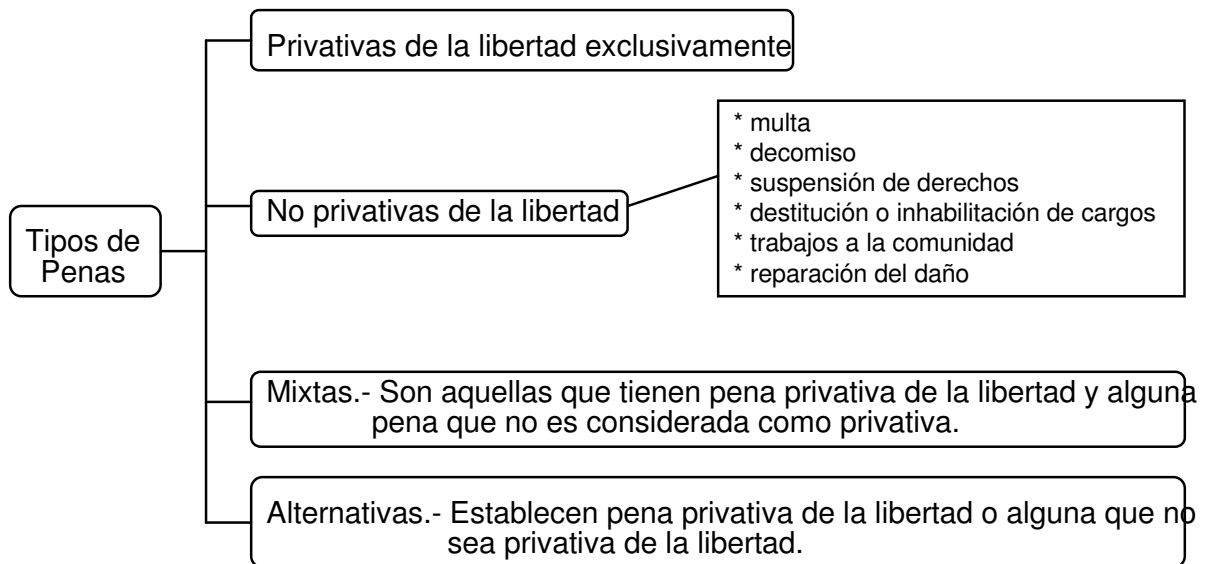 Privativas de la libertad exclusivamente
* multa
* decomiso
* suspensión de derechos
* destitución o inhabilitación de cargos
* trabajos a la comunidad
* reparación del daño
No privativas de la libertad
Tipos de
Penas
Mixtas.- Son aquellas que tienen pena privativa de la libertad y alguna
pena que no es considerada como privativa.
Alternativas.- Establecen pena privativa de la libertad o alguna que no
sea privativa de la libertad.